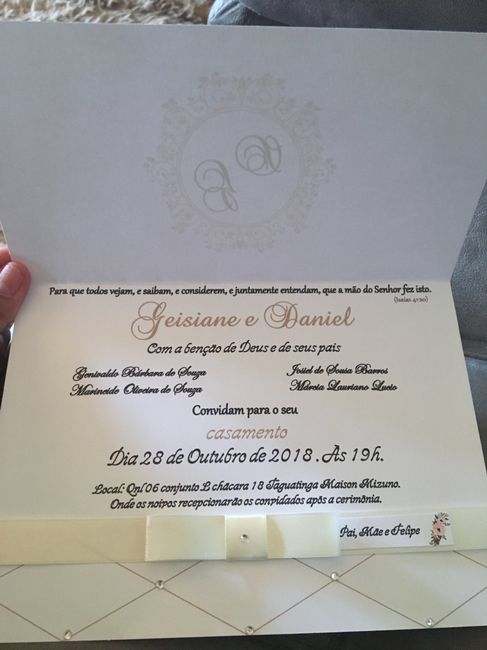 Para que todos vejam, e saibam, e considerem, e juntamente entendam, que a mão do Senhor fez isto.
(Isaias 41:20)
Geisiane e Daniel
Com a benção de Deus e de seus pais
Genivaldo Bárbara de Souza
Josiel de Sousa Barros
Marineide Oliveira de Souza
Márcia Lauriano Lucio
Convidam para o seu
casamento
Dia 28 de Outubro de 2018 . Às 19h.
Local: Qnl 06 conjunto L chácara 18 Taguatinga Maison Mizuno.
Onde os noivos recepcionarão os convidados após a cerimônia.
Pai, Mãe e Felipe